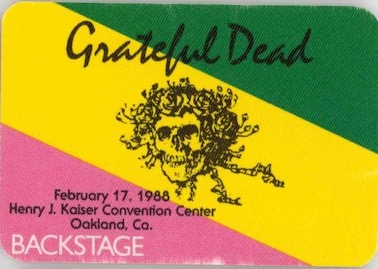 Grateful Dead
February 17, 1988
Henry J. Kaiser Convention Center
Oakland, Ca.
BACKSTAGE